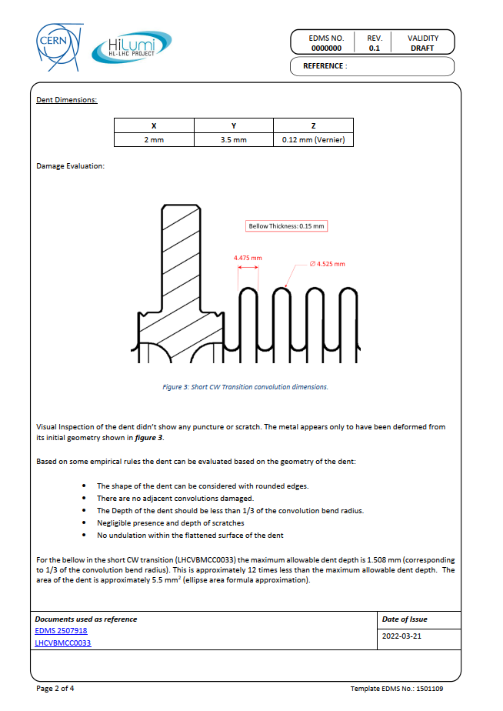 CERN
HiLumi
HL-LHC PROJECT
EDMS NO. REV. VALIDITY
0000000 0.1 DRAFT
REFERENCE :
Dent Dimensions:
X Y Z
2 mm 3.5 mm 0.12 mm (Vernier)
Damage Evaluation:
Bellow Thickness: 0.15 mm
4.475 mm
∅ 4.525 mm
Figure 3: Short CW Transition convolution dimensions.
Visual Inspection of the dent didn't show any puncture or scratch. The metal appears only to have been deformed from
its initial geometry shown in figure 3.
Based on some empirical rules the dent can be evaluated based on the geometry of the dent:
• The shape of the dent can be considered with rounded edges.
• There are no adjacent convolutions damaged.
• The Depth of the dent should be less than 1/3 of the convolution bend radius.
• Negligible presence and depth of scratches
• No undulation within the flattened surface of the dent
For the bellow in the short CW transition (LHCVBMCC0033) the maximum allowable dent depth is 1.508 mm (corresponding
to 1/3 of the convolution bend radius). This is approximately 12 times less than the maximum allowable dent depth. The
area of the dent is approximately 5.5 mm² (ellipse area formula approximation).
Documents used as reference Date of Issue
EDMS 2507918
2022-03-21
LHCVBMCC0033
Page 2 of 4 Template EDMS No.: 1501109